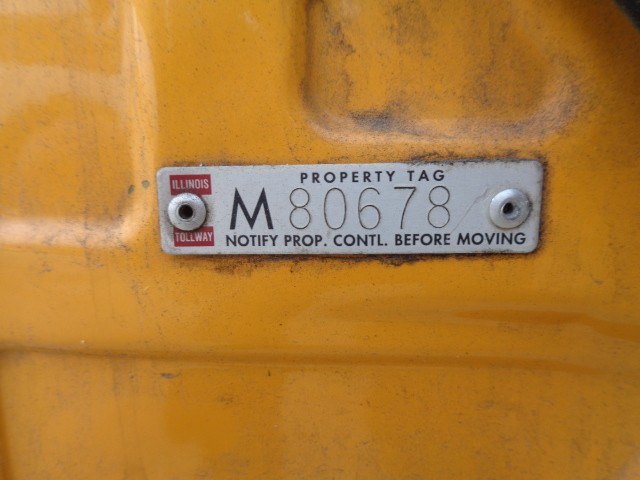 PROPERTY TAG
ILLINOIS
M 80678
TOLLWAY
NOTIFY PROP. CONTL. BEFORE MOVING